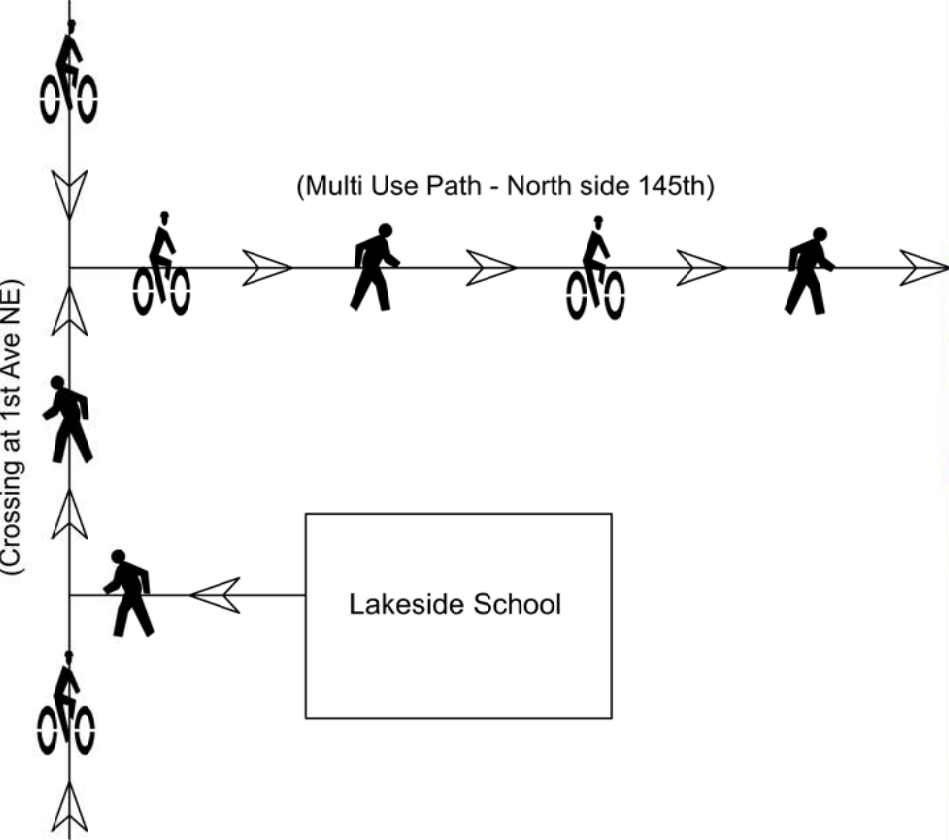 (Multi Use Path - North side 145th)
(Crossing at 1st Ave NE)
Lakeside School